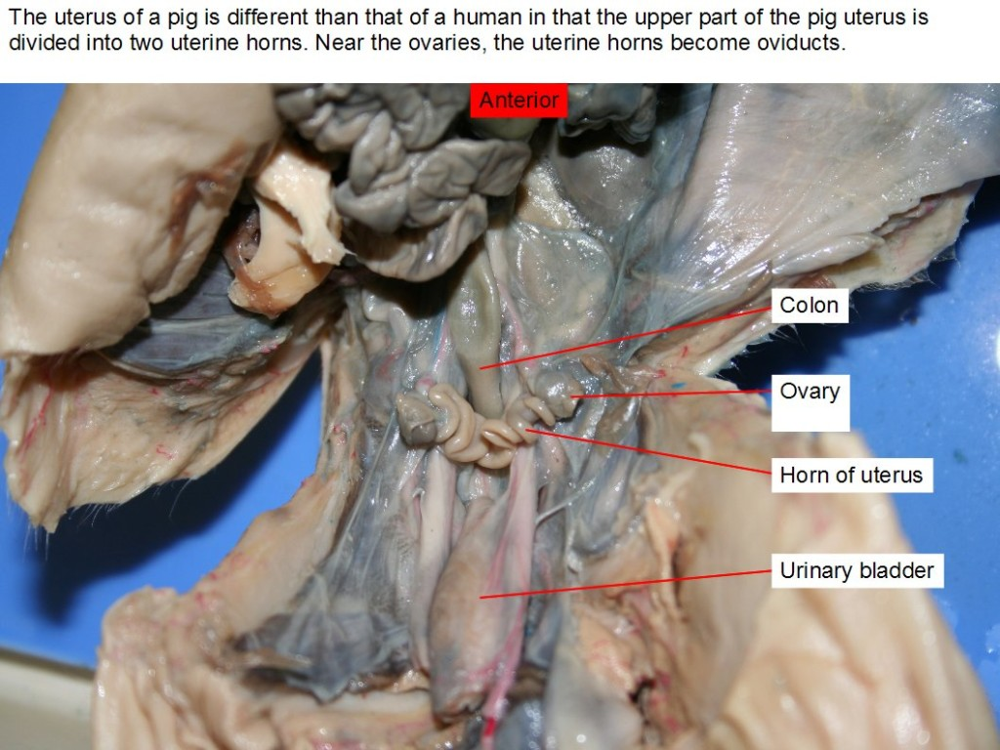 The uterus of a pig is different than that of a human in that the upper part of the pig uterus is
divided into two uterine horns. Near the ovaries, the uterine horns become oviducts.
Anterior
Colon
Ovary
Horn of uterus
Urinary bladder